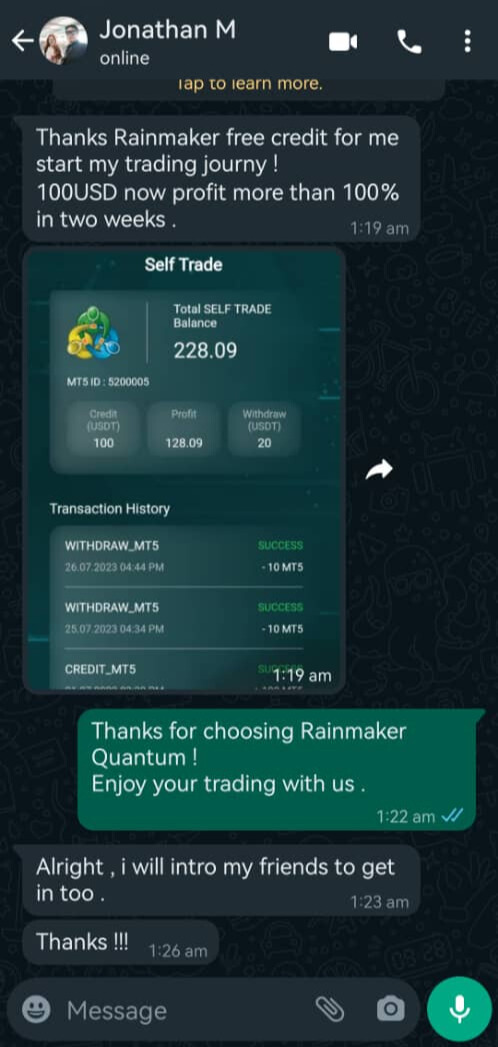 Jonathan M
online
Tap to learn more.
Thanks Rainmaker free credit for me
start my trading journy !
100USD now profit more than 100%
in two weeks .
1:19 am
Self Trade
Total SELF TRADE
Balance
228.09
MT5 ID : 5200005
Credit
(USDT)
100
Profit
128.09
Withdraw
(USDT)
20
Transaction History
WITHDRAW_MT5
SUCCESS
26.07.2023 04:44 PM
- 10 MT5
WITHDRAW_MT5
SUCCESS
25.07.2023 04:34 PM
- 10 MT5
CREDIT_MT5
1:19 am
Thanks for choosing Rainmaker
Quantum !
Enjoy your trading with us .
1:22 am
Alright , i will intro my friends to get
in too .
1:23 am
Thanks !!!
1:26 am
Message